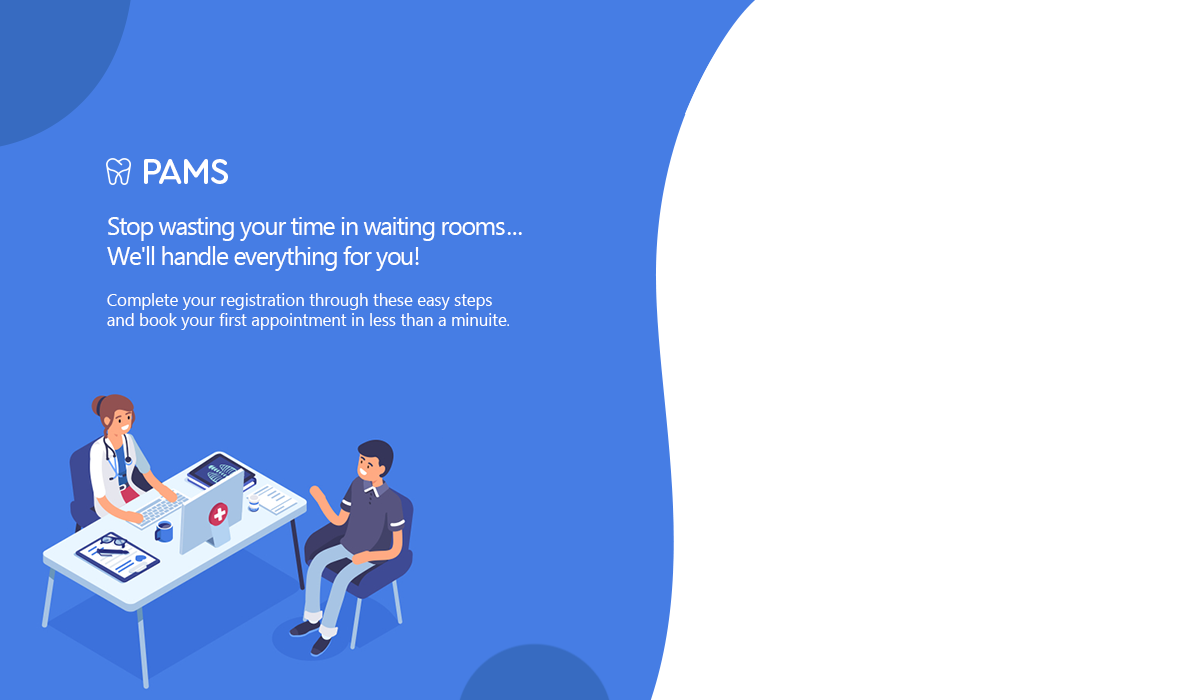 PAMS
Stop wasting your time in waiting rooms...
We'll handle everything for you!
Complete your registration through these easy steps
and book your first appointment in less than a minuite.